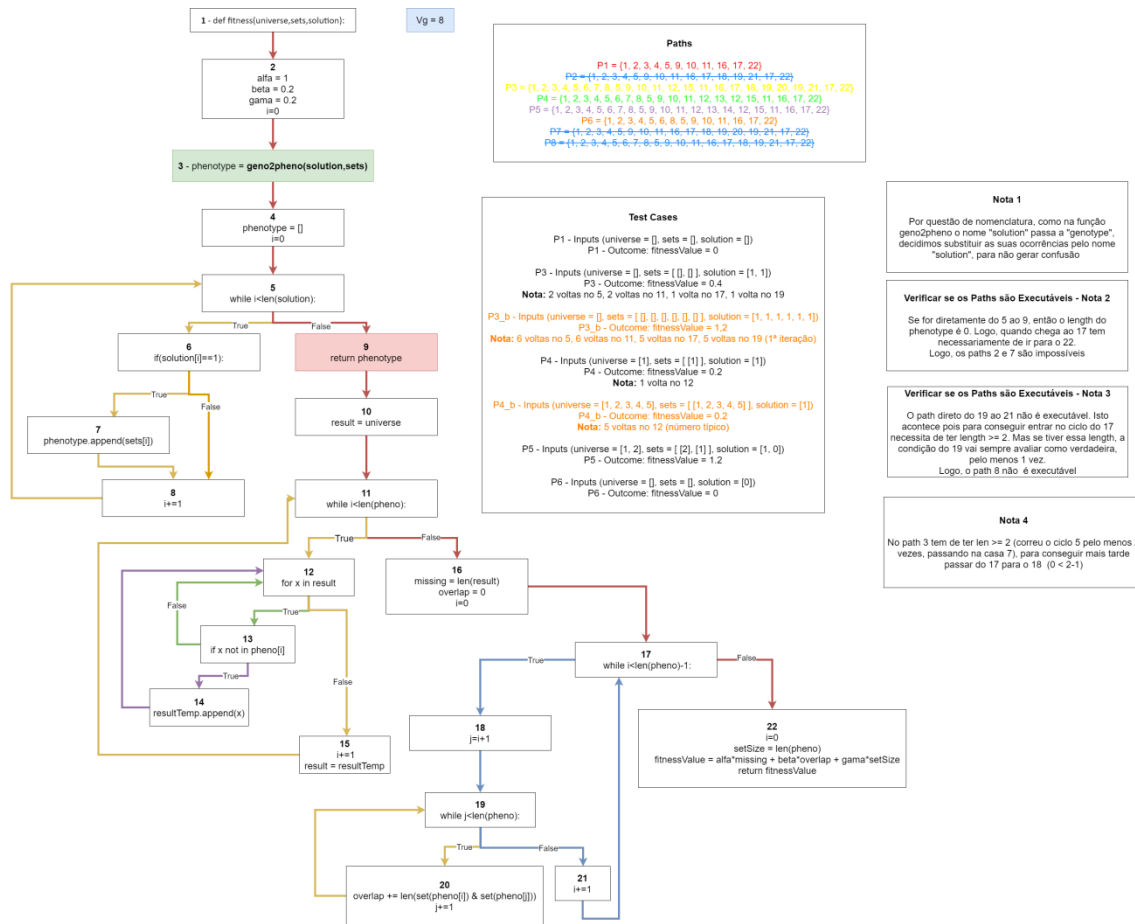 1 - def fitness(universe,sets,solution):
Vg = 8
2
alfa = 1
beta = 0.2
gama = 0.2
i=0
3 - phenotype = geno2pheno(solution,sets)
4
phenotype = []
i=0
5
while i<len(solution):
True
False
6
if(solution[i]==1):
True
False
7
phenotype.append(sets[i])
8
i+=1
9
return phenotype
10
result = universe
11
while i<len(pheno):
True
False
12
for x in result
True
False
13
if x not in pheno[i]
False
True
14
resultTemp.append(x)
15
i+=1
result = resultTemp
16
missing = len(result)
overlap = 0
i=0
17
while i<len(pheno)-1:
True
False
18
j=i+1
19
while j<len(pheno):
True
False
20
overlap += len(set(pheno[i]) & set(pheno[j]))
j+=1
21
i+=1
22
i=0
setSize = len(pheno)
fitnessValue = alfa*missing + beta*overlap + gama*setSize
return fitnessValue
Paths
P1 = {1, 2, 3, 4, 5, 9, 10, 11, 16, 17, 22}
P2 = {1, 2, 3, 4, 5, 9, 10, 11, 16, 17, 18, 19, 21, 17, 22}
P3 = {1, 2, 3, 4, 5, 6, 7, 8, 5, 9, 10, 11, 12, 15, 11, 16, 17, 18, 19, 20, 19, 21, 17, 22}
P4 = {1, 2, 3, 4, 5, 6, 7, 8, 5, 9, 10, 11, 12, 13, 12, 15, 11, 16, 17, 22}
P5 = {1, 2, 3, 4, 5, 6, 7, 8, 5, 9, 10, 11, 12, 13, 14, 12, 15, 11, 16, 17, 22}
P6 = {1, 2, 3, 4, 5, 6, 8, 5, 9, 10, 11, 16, 17, 22}
P7 = {1, 2, 3, 4, 5, 9, 10, 11, 16, 17, 18, 19, 20, 19, 21, 17, 22}
P8 = {1, 2, 3, 4, 5, 6, 7, 8, 5, 9, 10, 11, 16, 17, 18, 19, 21, 17, 22}
Test Cases
P1 - Inputs (universe = [], sets = [], solution = [])
P1 - Outcome: fitnessValue = 0
P3 - Inputs (universe = [], sets = [ [], [] ], solution = [1, 1])
P3 - Outcome: fitnessValue = 0.4
Nota: 2 voltas no 5, 2 voltas no 11, 1 volta no 17, 1 volta no 19
P3_b - Inputs (universe = [], sets = [ [], [], [], [], [], [] ], solution = [1, 1, 1, 1, 1, 1])
P3_b - Outcome: fitnessValue = 1,2
Nota: 6 voltas no 5, 6 voltas no 11, 5 voltas no 17, 5 voltas no 19 (1ª iteração)
P4 - Inputs (universe = [1], sets = [ [1] ], solution = [1])
P4 - Outcome: fitnessValue = 0.2
Nota: 1 volta no 12
P4_b - Inputs (universe = [1, 2, 3, 4, 5], sets = [ [1, 2, 3, 4, 5] ], solution = [1])
P4_b - Outcome: fitnessValue = 0.2
Nota: 5 voltas no 12 (número típico)
P5 - Inputs (universe = [1, 2], sets = [ [2], [1] ], solution = [1, 0])
P5 - Outcome: fitnessValue = 1.2
P6 - Inputs (universe = [], sets = [], solution = [0])
P6 - Outcome: fitnessValue = 0
Nota 1
Por questão de nomenclatura, como na função
geno2pheno o nome "solution" passa a "genotype",
decidimos substituir as suas ocorrências pelo nome
"solution", para não gerar confusão
Verificar se os Paths são Executáveis - Nota 2
Se for diretamente do 5 ao 9, então o length do
phenotype é 0. Logo, quando chega ao 17 tem
necessariamente de ir para o 22.
Logo, os paths 2 e 7 são impossíveis
Verificar se os Paths são Executáveis - Nota 3
O path direto do 19 ao 21 não é executável. Isto
acontece pois para conseguir entrar no ciclo do 17
necessita de ter length >= 2. Mas se tiver essa length, a
condição do 19 vai sempre avaliar como verdadeira,
pelo menos 1 vez.
Logo, o path 8 não é executável
Nota 4
No path 3 tem de ter len >= 2 (correu o ciclo 5 pelo menos 2
vezes, passando na casa 7), para conseguir mais tarde
passar do 17 para o 18 (0 < 2-1)